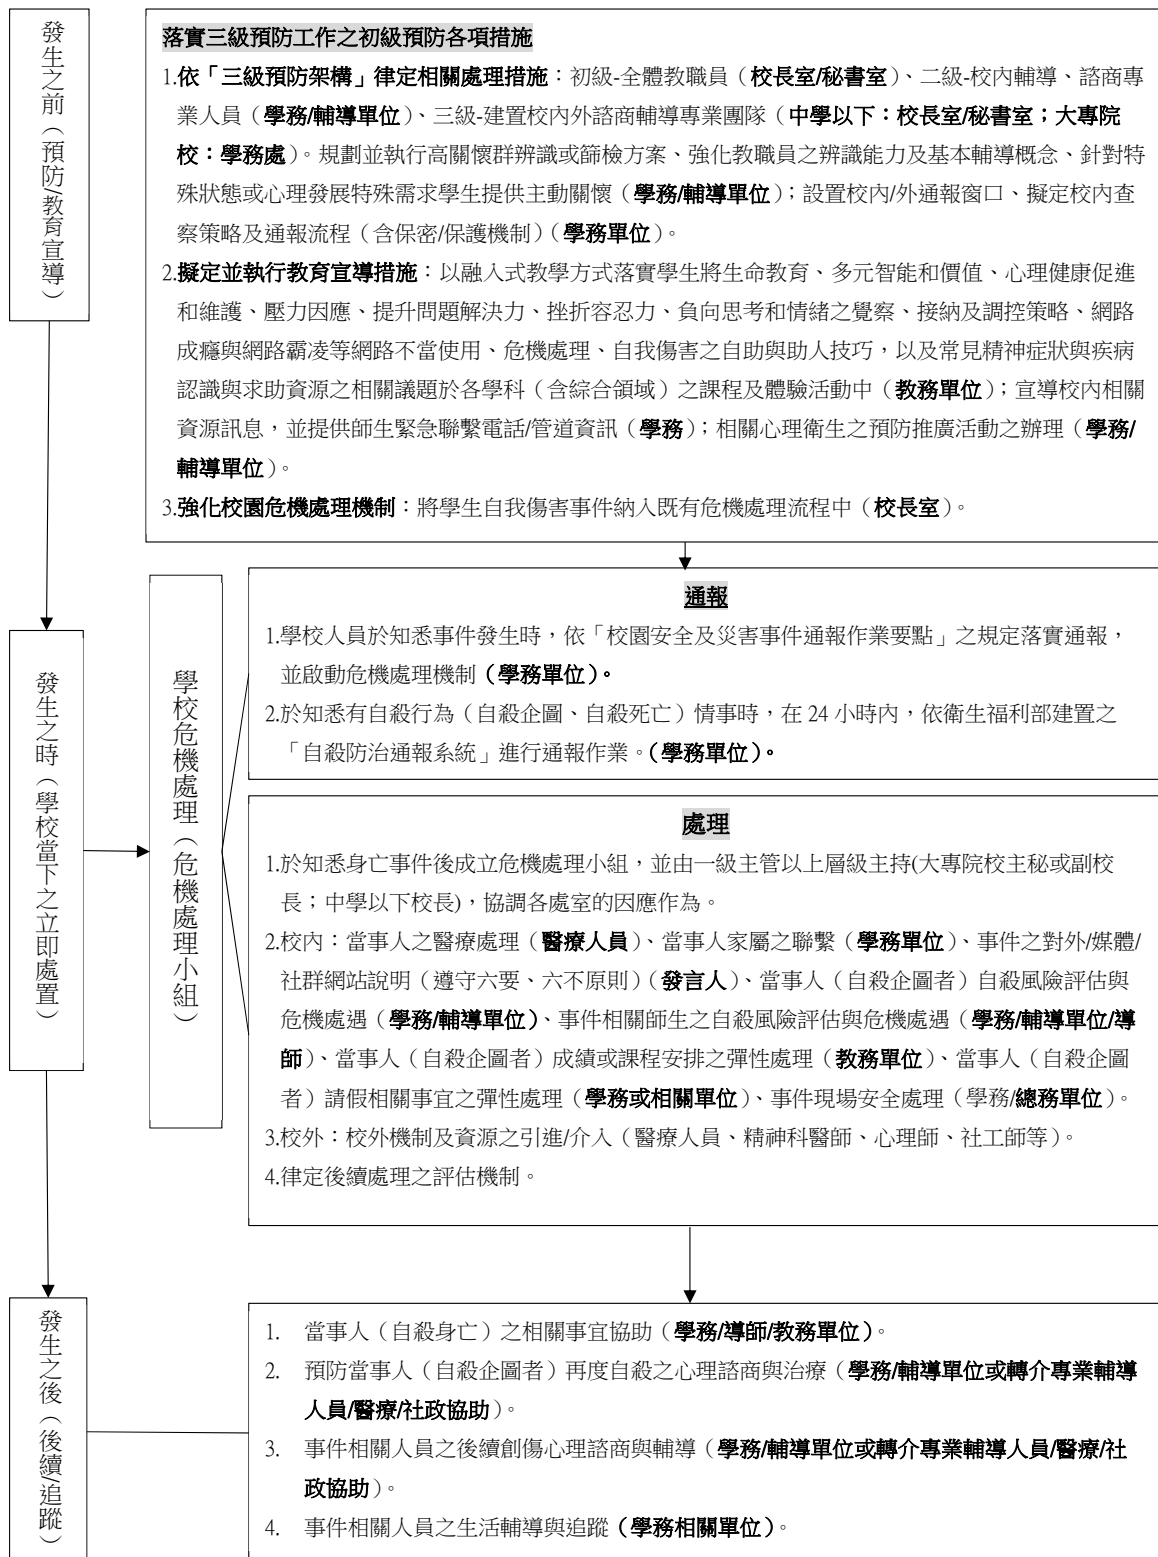 發生之前（預防/教育宣導）
落實三級預防工作之初級預防各項措施
1.依「三級預防架構」律定相關處理措施：初級-全體教職員（校長室/秘書室）、二級-校內輔導、諮商專
業人員（學務/輔導單位）、三級-建置校內外諮商輔導專業團隊（中學以下：校長室/秘書室；大專院
校：學務處）。規劃並執行高關懷群辨識或篩檢方案、強化教職員之辨識能力及基本輔導概念、針對特
殊狀態或心理發展特殊需求學生提供主動關懷（學務/輔導單位）；設置校內/外通報窗口、擬定校內查
察策略及通報流程（含保密/保護機制）（學務單位）。
2.擬定並執行教育宣導措施：以融入式教學方式落實學生將生命教育、多元智能和價值、心理健康促進
和維護、壓力因應、提升問題解決力、挫折容忍力、負向思考和情緒之覺察、接納及調控策略、網路
成癮與網路霸凌等網路不當使用、危機處理、自我傷害之自助與助人技巧，以及常見精神症狀與疾病
認識與求助資源之相關議題於各學科（含綜合領域）之課程及體驗活動中（教務單位）；宣導校內相關
資源訊息，並提供師生緊急聯繫電話/管道資訊（學務）；相關心理衛生之預防推廣活動之辦理（學務/
輔導單位）。
3.強化校園危機處理機制：將學生自我傷害事件納入既有危機處理流程中（校長室）。
發生之時（學校當下之立即處置）
學校危機處理（危機處理小組）
通報
1.學校人員於知悉事件發生時，依「校園安全及災害事件通報作業要點」之規定落實通報，
並啟動危機處理機制（學務單位）。
2.於知悉有自殺行為（自殺企圖、自殺死亡）情事時，在 24 小時內，依衛生福利部建置之
「自殺防治通報系統」進行通報作業。（學務單位）。
處理
1.於知悉身亡事件後成立危機處理小組，並由一級主管以上層級主持(大專院校主秘或副校
長；中學以下校長)，協調各處室的因應作為。
2.校內：當事人之醫療處理（醫療人員）、當事人家屬之聯繫（學務單位）、事件之對外/媒體/
社群網站說明（遵守六要、六不原則）（發言人）、當事人（自殺企圖者）自殺風險評估與
危機處遇（學務/輔導單位）、事件相關師生之自殺風險評估與危機處遇（學務/輔導單位/導
師）、當事人（自殺企圖者）成績或課程安排之彈性處理（教務單位）、當事人（自殺企圖
者）請假相關事宜之彈性處理（學務或相關單位）、事件現場安全處理（學務/總務單位）。
3.校外：校外機制及資源之引進/介入（醫療人員、精神科醫師、心理師、社工師等）。
4.律定後續處理之評估機制。
發生之後（後續/追蹤）
1. 當事人（自殺身亡）之相關事宜協助（學務/導師/教務單位）。
2. 預防當事人（自殺企圖者）再度自殺之心理諮商與治療（學務/輔導單位或轉介專業輔導
人員/醫療/社政協助）。
3. 事件相關人員之後續創傷心理諮商與輔導（學務/輔導單位或轉介專業輔導人員/醫療/社
政協助）。
4. 事件相關人員之生活輔導與追蹤（學務相關單位）。